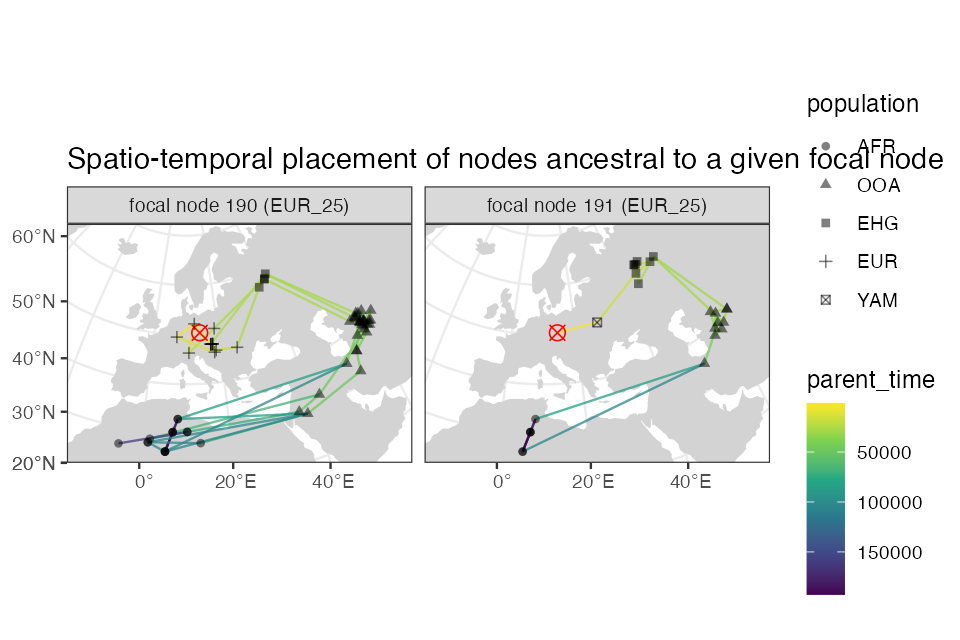 population
AFR
Spatio-temporal placement of nodes ancestral to a given focal node
OOA
EHG
EUR
YAM
focal node 190 (EUR_25)
focal node 191 (EUR_25)
60°N
50°N
40°N
30°N
20°N
0°
20°E
40°E
0°
20°E
40°E
parent_time
50000
100000
150000